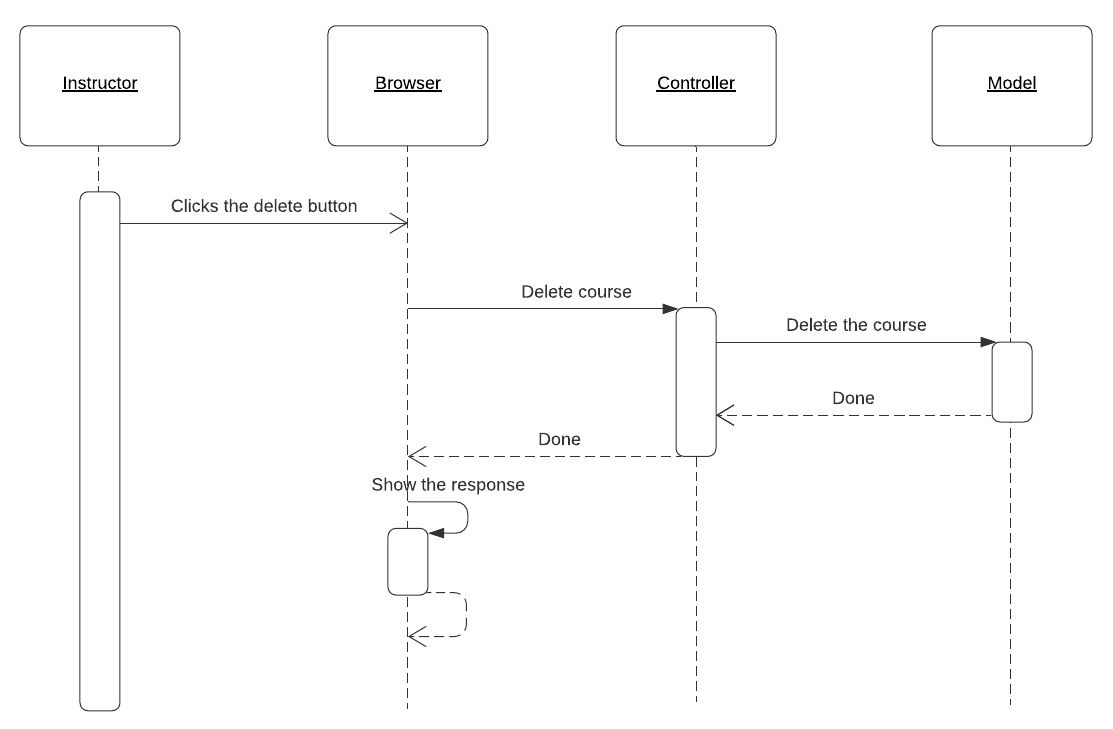 Instructor
Browser
Controller
Model
Clicks the delete button
Delete course
Delete the course
Done
Done
Show the response